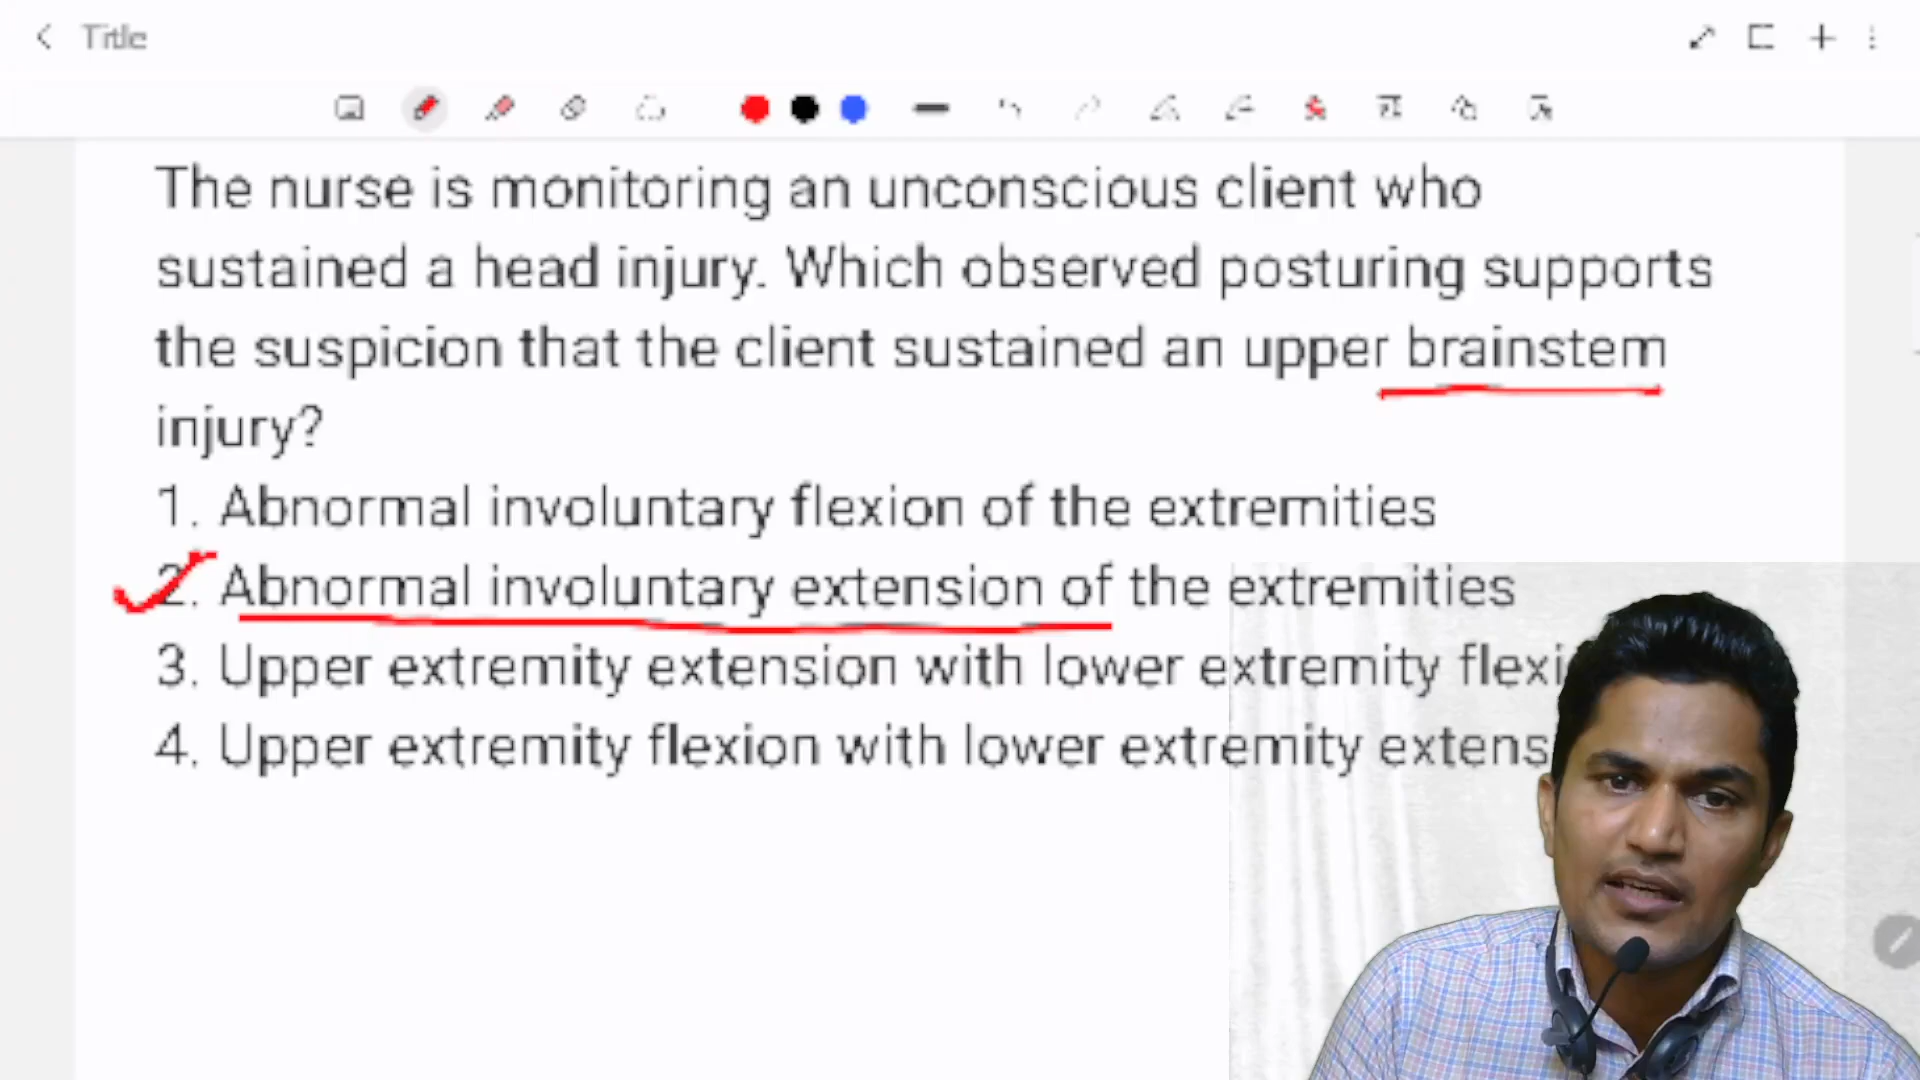 Title
The nurse is monitoring an unconscious client who
sustained a head injury. Which observed posturing supports
the suspicion that the client sustained an upper brainstem
injury?
1. Abnormal involuntary flexion of the extremities
2. Abnormal involuntary extension of the extremities
3. Upper extremity extension with lower extremity
4. Upper extremity flexion with lower extremity